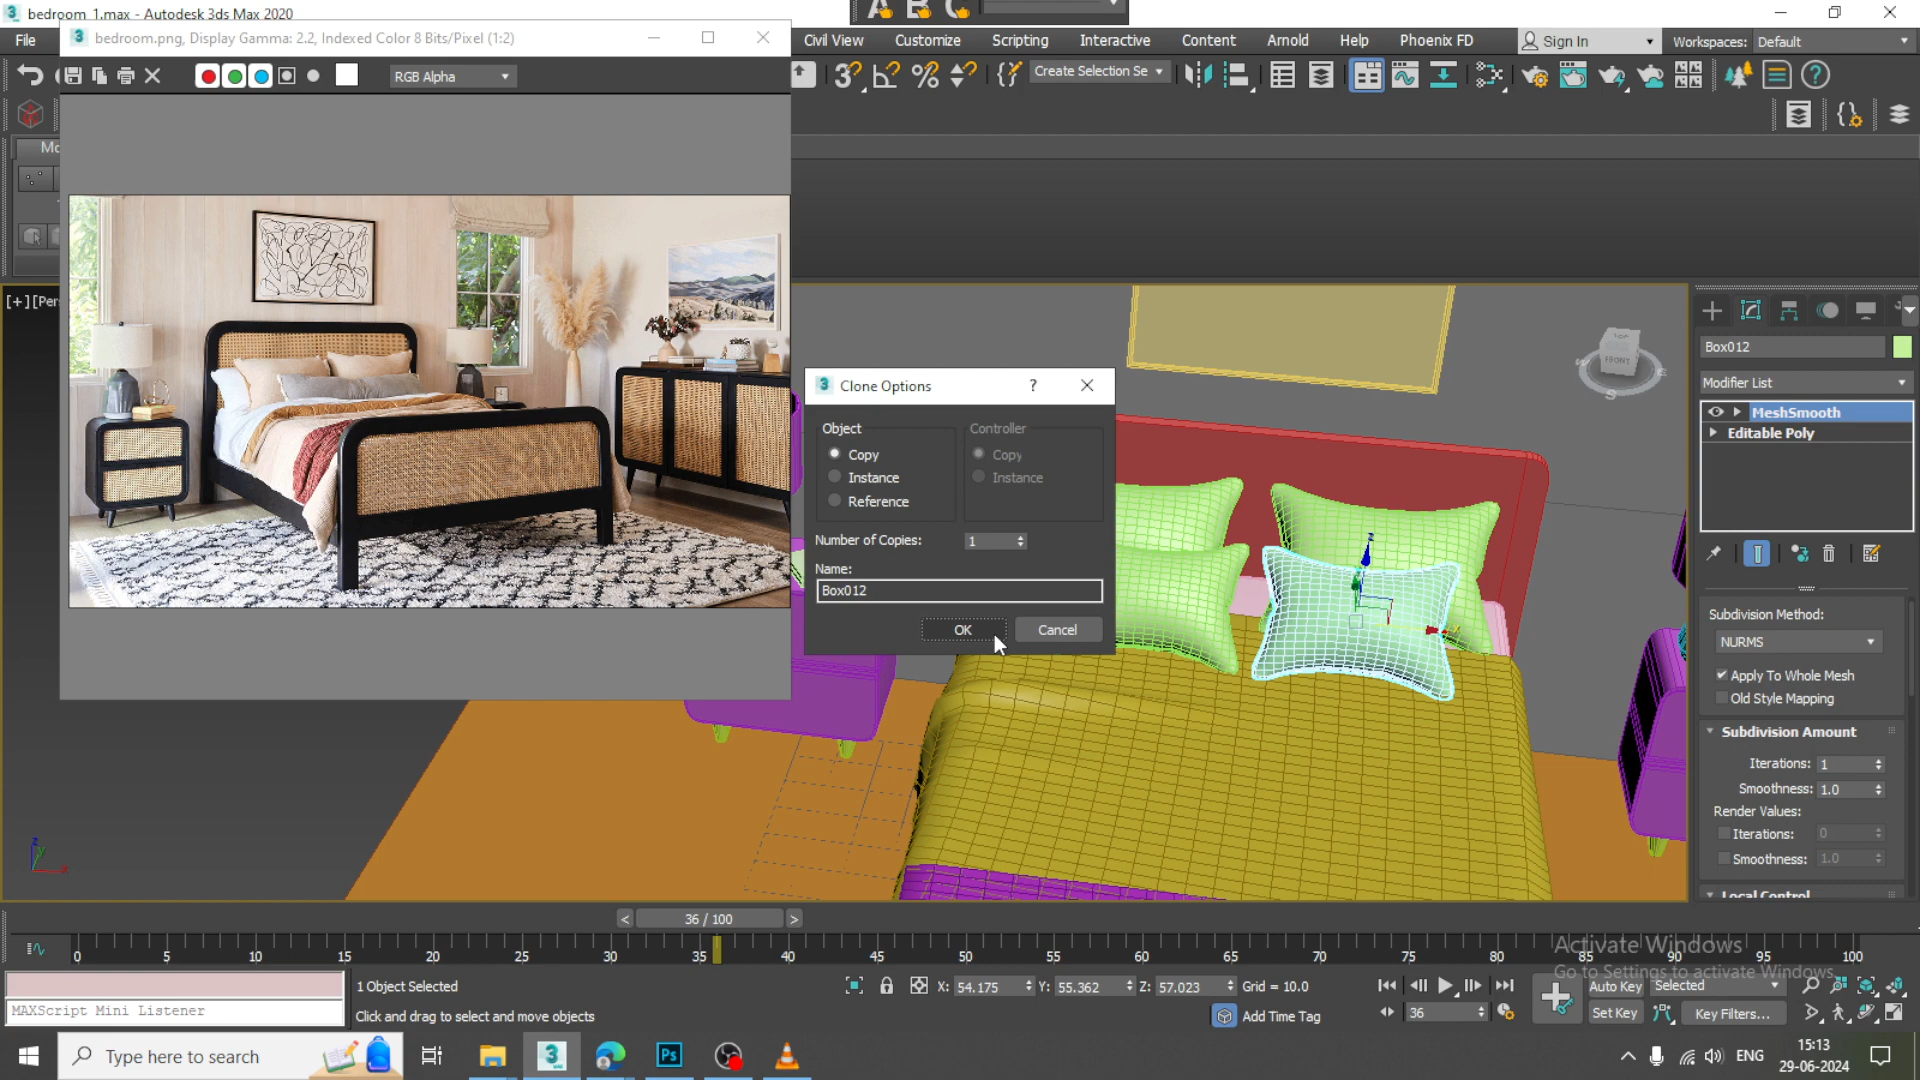 bedroom_1.max - Autodesk 3ds Max 2020
bedroom.png, Display Gamma: 2.2, Indexed Color 8 Bits/Pixel (1:2)
File
Civil View
Customize
Scripting
Interactive
Content
Arnold
Help
Phoenix FD
Sign In
Workspaces: Default
RGB Alpha
Create Selection Se
[+][Per
Clone Options
Object
Copy
Instance
Reference
Controller
Copy
Instance
Number of Copies: 1
Name:
Box012
OK
Cancel
TOP
FRONT
Box012
Modifier List
MeshSmooth
Editable Poly
Subdivision Method:
NURMS
Apply To Whole Mesh
Old Style Mapping
Subdivision Amount
Iterations: 1
Smoothness: 1.0
Render Values:
Iterations: 0
Smoothness: 1.0
Local Control
< 36 / 100 >
0 5 10 15 20 25 30 35 40 45 50 55 60 65 70 75 80 85 90 95 100
Activate Windows
Go to Settings to activate Windows.
MAXScript Mini Listener
1 Object Selected
Click and drag to select and move objects
X: 54.175 Y: 55.362 Z: 57.023 Grid = 10.0
Add Time Tag
36
Auto Key
Selected
Set Key
Key Filters...
Type here to search
Ps
ENG
15:13
29-06-2024